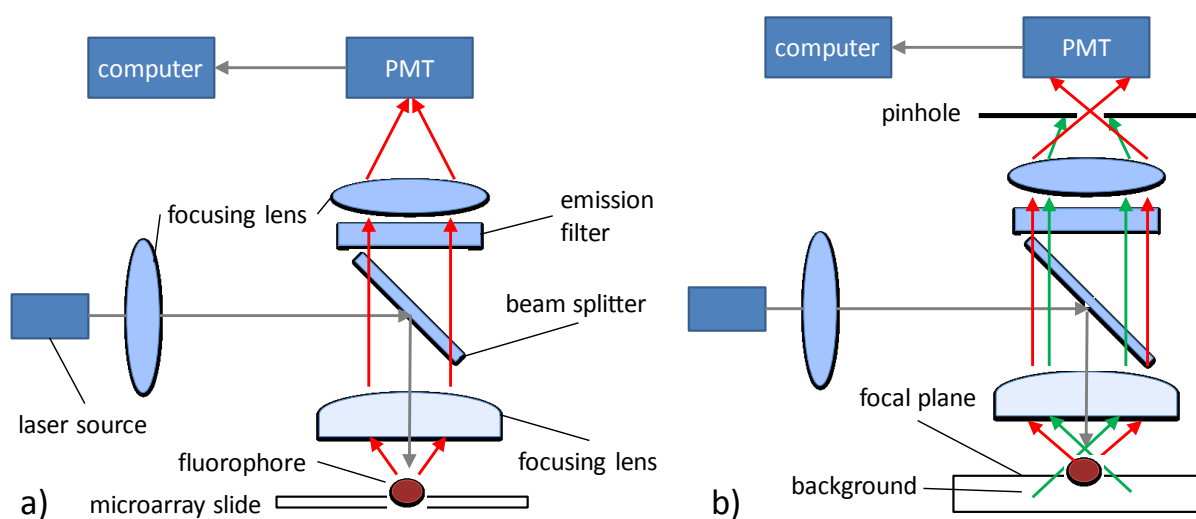 computer
PMT
focusing lens
emission
filter
beam splitter
laser source
fluorophore
focusing lens
microarray slide
a)
computer
PMT
pinhole
focal plane
background
b)